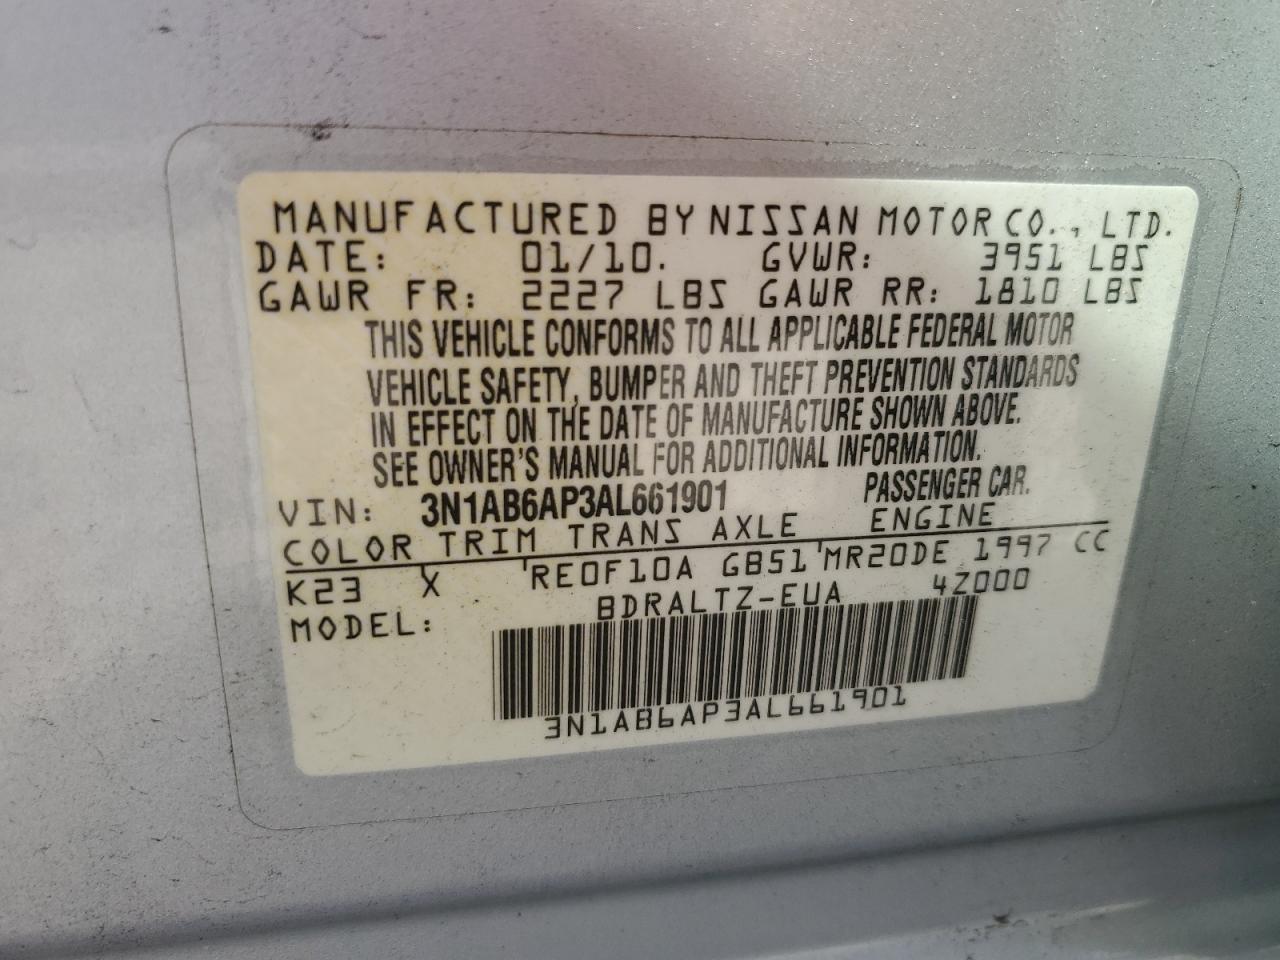 MANUFACTURED BY NISSAN MOTOR CO., LTD.
DATE: 01/10. GVWR: 3951 LBS
GAWR FR: 2227 LBS GAWR RR: 1810 LBS
THIS VEHICLE CONFORMS TO ALL APPLICABLE FEDERAL MOTOR
VEHICLE SAFETY, BUMPER AND THEFT PREVENTION STANDARDS
IN EFFECT ON THE DATE OF MANUFACTURE SHOWN ABOVE.
SEE OWNER'S MANUAL FOR ADDITIONAL INFORMATION.
VIN: 3N1AB6AP3AL661901 PASSENGER CAR.
COLOR TRIM TRANS AXLE ENGINE
K23 X RE0F10A GB51 MR20DE 1997 CC
MODEL: BDRALTZ-EUA 4Z000
3N1AB6AP3AL661901